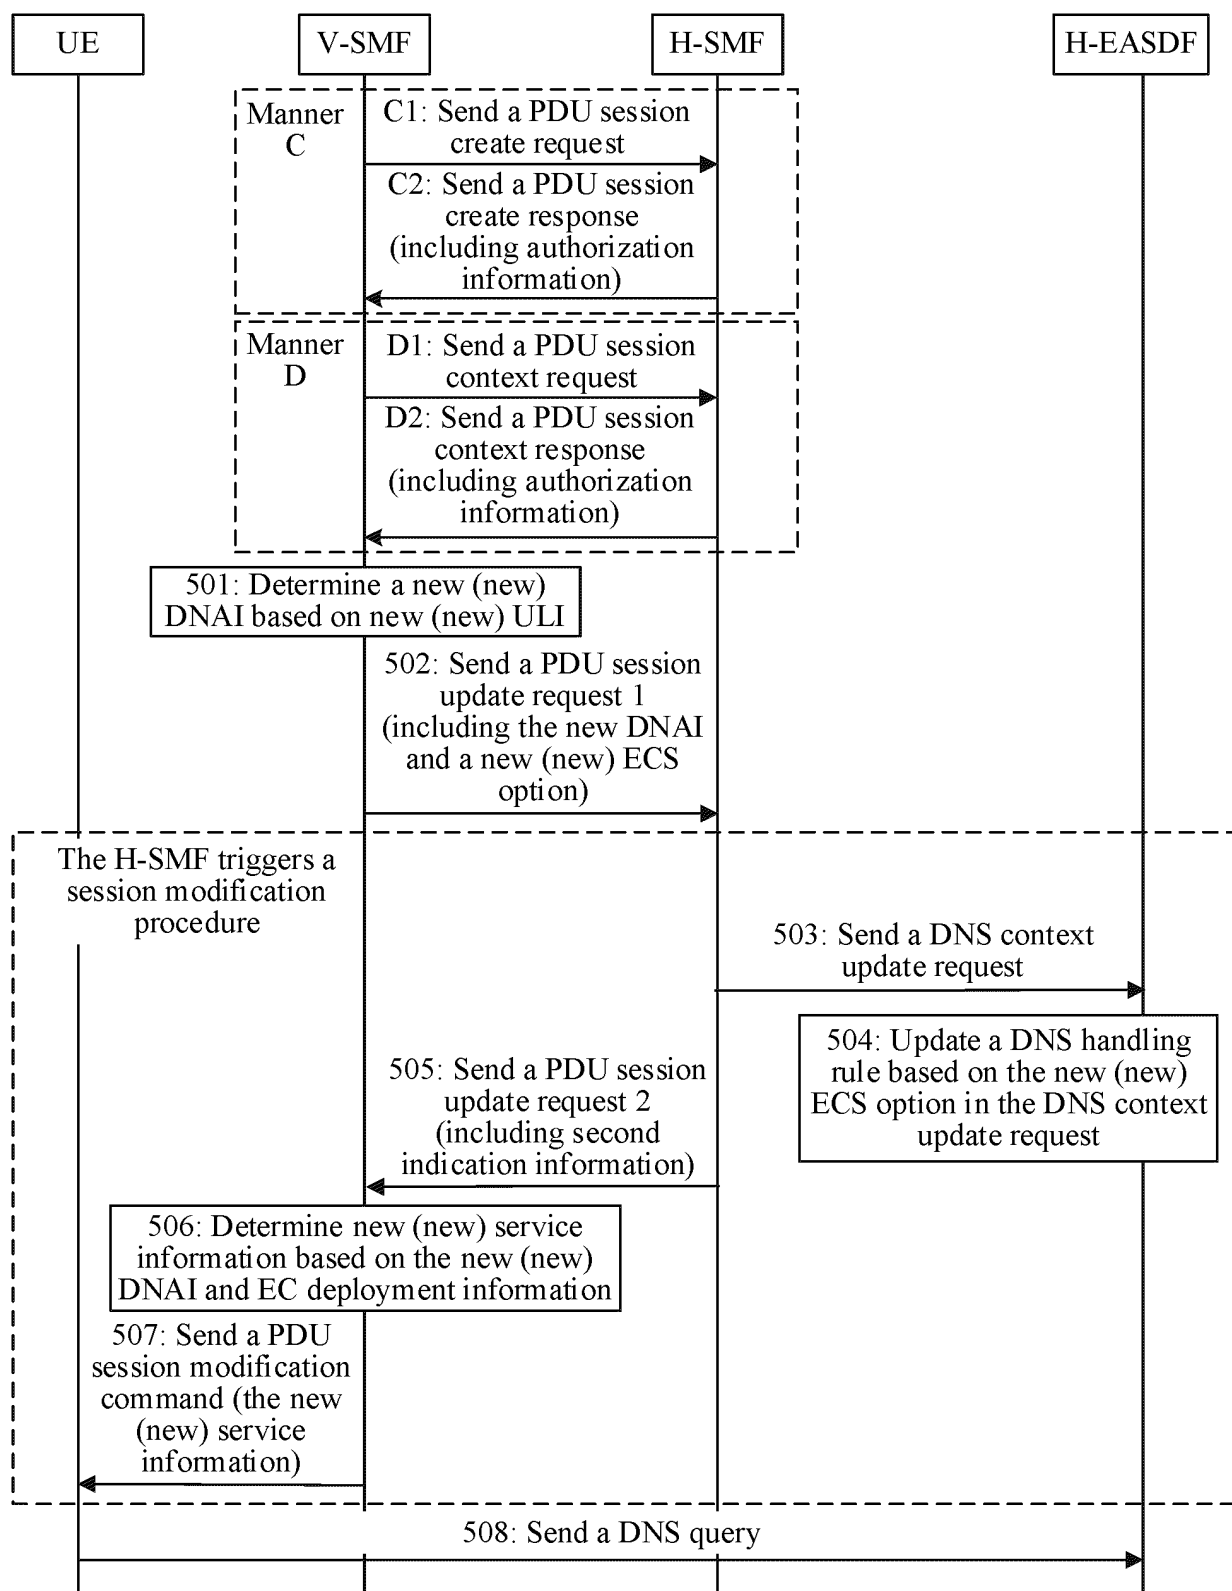 UE
V-SMF
H-SMF
H-EASDF
Manner
C
C1: Send a PDU session
create request
C2: Send a PDU session
create response
(including authorization
information)
Manner
D
D1: Send a PDU session
context request
D2: Send a PDU session
context response
(including authorization
information)
501: Determine a new (new)
DNAI based on new (new) ULI
502: Send a PDU session
update request 1
(including the new DNAI
and a new (new) ECS
option)
The H-SMF triggers a
session modification
procedure
503: Send a DNS context
update request
504: Update a DNS handling
rule based on the new (new)
ECS option in the DNS context
update request
505: Send a PDU session
update request 2
(including second
indication information)
506: Determine new (new) service
information based on the new (new)
DNAI and EC deployment information
507: Send a PDU
session modification
command (the new
(new) service
information)
508: Send a DNS query